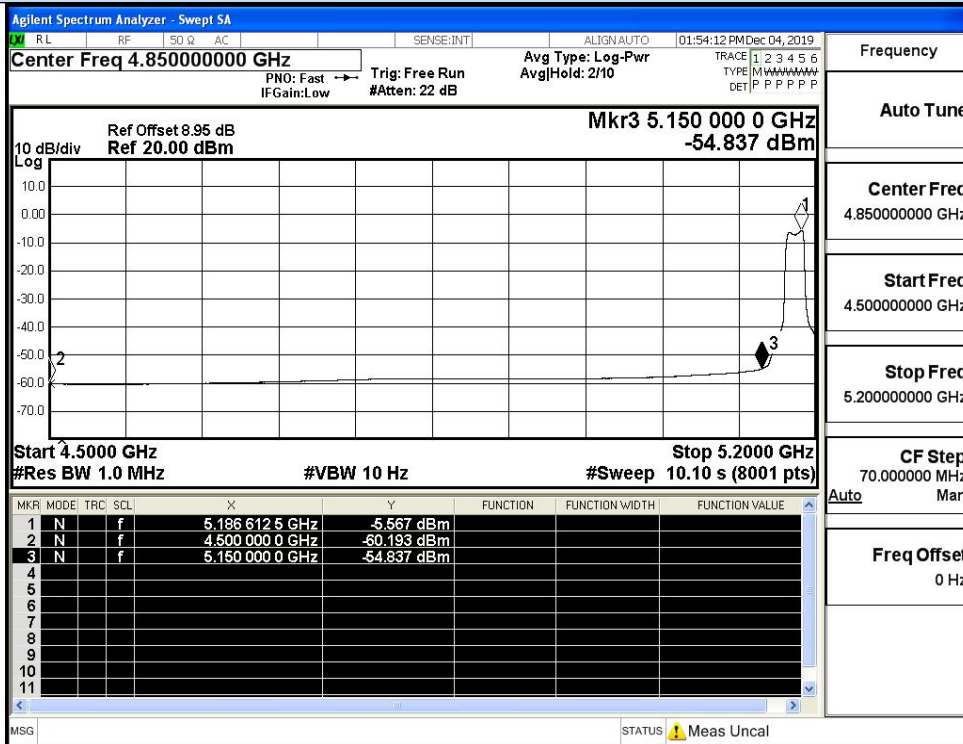 Agilent Spectrum Analyzer - Swept SA
LXI RL RF 50 Ω AC SENSE:INT ALIGNAUTO 01:54:12 PMDec 04, 2019
Center Freq 4.850000000 GHz
PNO: Fast
IFGain:Low
Trig: Free Run
#Atten: 22 dB
Avg Type: Log-Pwr
Avg|Hold: 2/10
TRACE 1 2 3 4 5 6
TYPE M W W W W W
DET P P P P P P
Mkr3 5.150 000 0 GHz
-54.837 dBm
Ref Offset 8.95 dB
10 dB/div Ref 20.00 dBm
Log
10.0
0.00
-10.0
-20.0
-30.0
-40.0
-50.0
-60.0
-70.0
1
2
3
Start 4.5000 GHz Stop 5.2000 GHz
#Res BW 1.0 MHz #VBW 10 Hz #Sweep 10.10 s (8001 pts)
MKR MODE TRC SCL X Y FUNCTION FUNCTION WIDTH FUNCTION VALUE
1 N f 5.186 612 5 GHz -5.567 dBm
2 N f 4.500 000 0 GHz -60.193 dBm
3 N f 5.150 000 0 GHz -54.837 dBm
4
5
6
7
8
9
10
11
MSG STATUS Meas Uncal
Frequency
Auto Tune
Center Freq
4.850000000 GHz
Start Freq
4.500000000 GHz
Stop Freq
5.200000000 GHz
CF Step
70.000000 MHz
Auto Man
Freq Offset
0 Hz